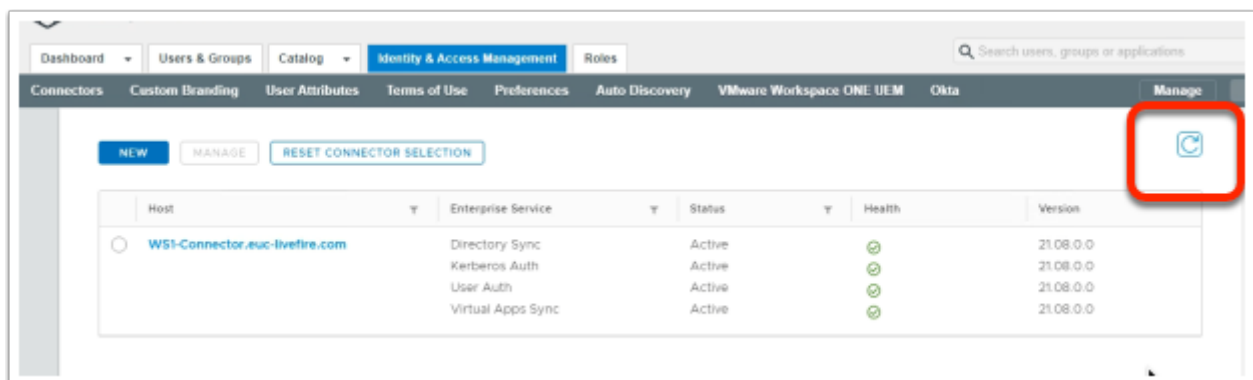 Dashboard Users & Groups Catalog Identity & Access Management Roles Search users, groups or applications
Connectors Custom Branding User Attributes Terms of Use Preferences Auto Discovery VMware Workspace ONE UEM Okta Manage
NEW MANAGE RESET CONNECTOR SELECTION
Host Enterprise Service Status Health Version
WS1-Connector.euc-livefire.com Directory Sync Active 21.08.0.0
Kerberos Auth Active 21.08.0.0
User Auth Active 21.08.0.0
Virtual Apps Sync Active 21.08.0.0